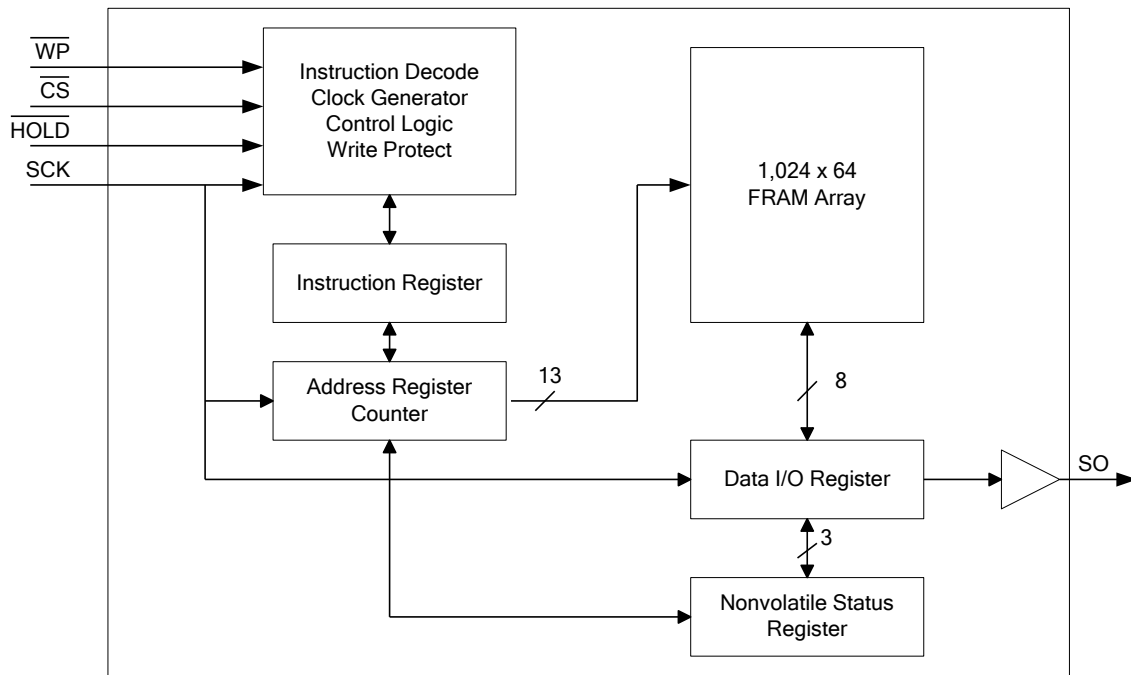 WP
CS
HOLD
SCK
Instruction Decode
Clock Generator
Control Logic
Write Protect
1,024 x 64
FRAM Array
Instruction Register
Address Register
Counter
13
8
Data I/O Register
SO
3
Nonvolatile Status
Register